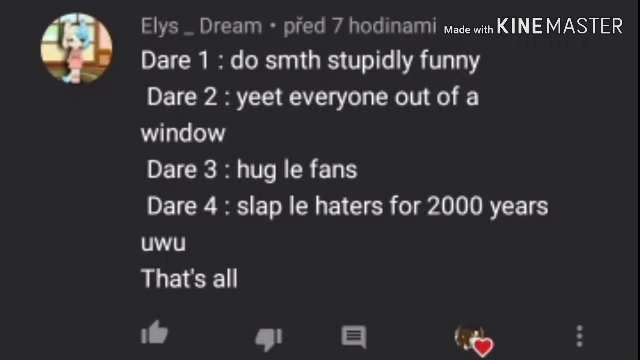 Elys _ Dream • před 7 hodinami
Made with KINEMASTER
Dare 1 : do smth stupidly funny
Dare 2 : yeet everyone out of a
window
Dare 3 : hug le fans
Dare 4 : slap le haters for 2000 years
uwu
That's all